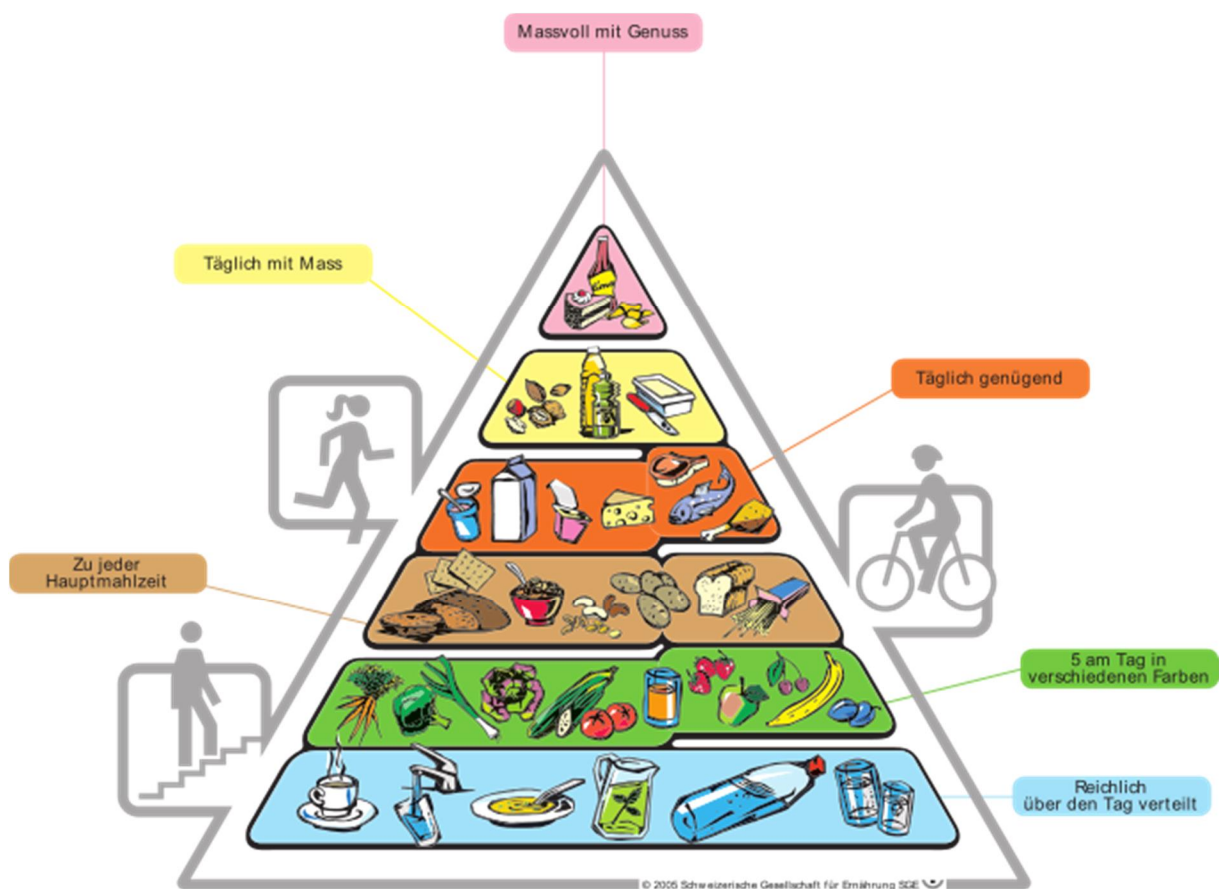 Massvoll mit Genuss
Täglich mit Mass
Täglich genügend
Zu jeder
Hauptmahlzeit
5 am Tag in
verschiedenen Farben
Reichlich
über den Tag verteilt
© 2005 Schweizerische Gesellschaft für Ernährung SGE